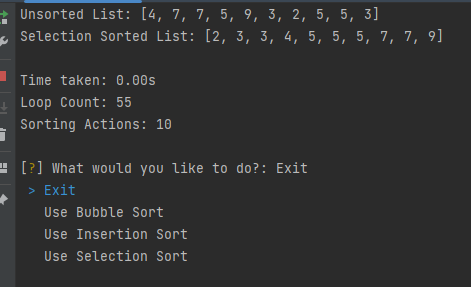 Unsorted List: [4, 7, 7, 5, 9, 3, 2, 5, 5, 3]
Selection Sorted List: [2, 3, 3, 4, 5, 5, 5, 7, 7, 9]
Time taken: 0.00s
Loop Count: 55
Sorting Actions: 10
[?] What would you like to do?: Exit
> Exit
Use Bubble Sort
Use Insertion Sort
Use Selection Sort